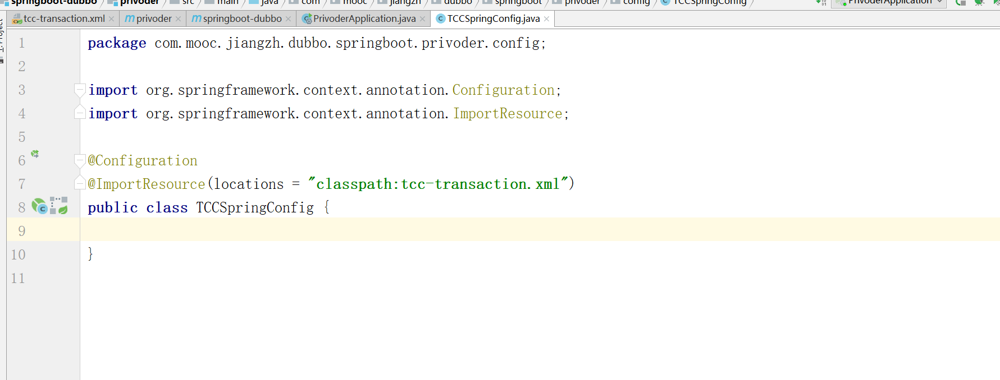 springboot-dubbo privoder src main java com mooc jiangzh dubbo springboot privoder config TCCSpringConfig PrivoderApplication
tcc-transaction.xml privoder springboot-dubbo PrivoderApplication.java TCCSpringConfig.java
1 package com.mooc.jiangzh.dubbo.springboot.privoder.config;
2
3 import org.springframework.context.annotation.Configuration;
4 import org.springframework.context.annotation.ImportResource;
5
6 @Configuration
7 @ImportResource(locations = "classpath:tcc-transaction.xml")
8 public class TCCSpringConfig {
9
10 }
11